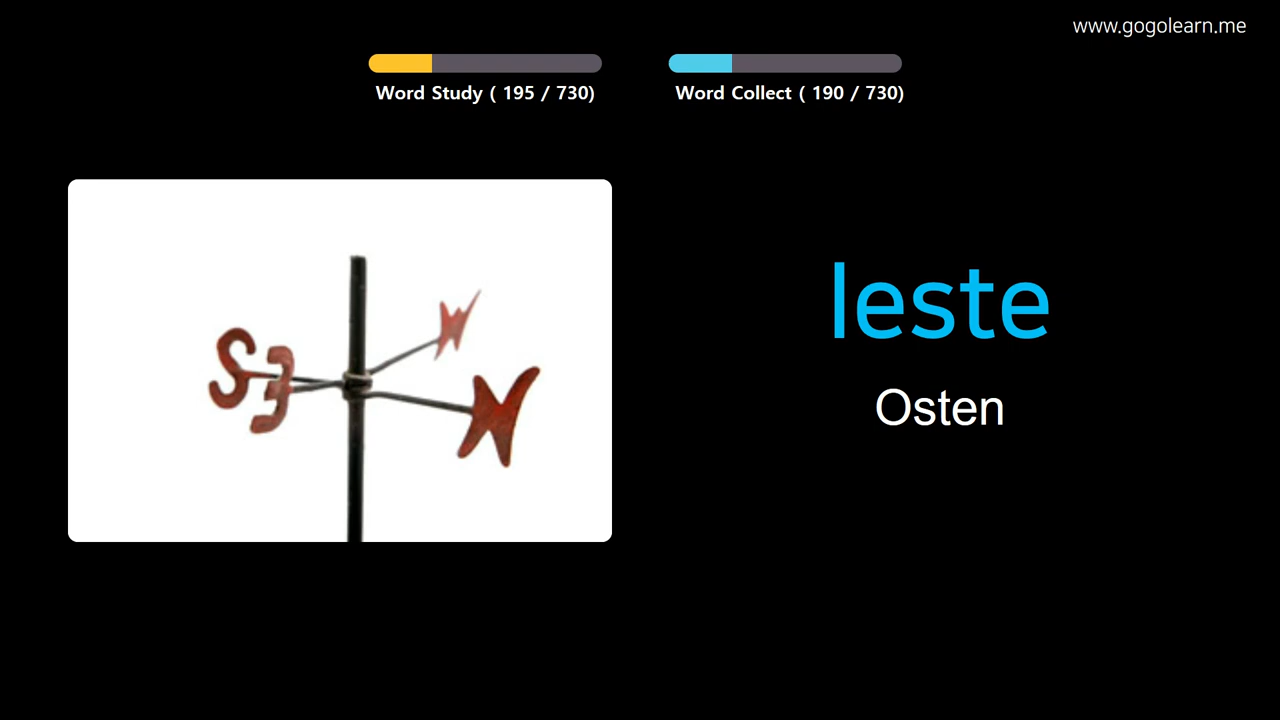 www.gogolearn.me
Word Study ( 195 / 730)
Word Collect ( 190 / 730)
leste
Osten
S
E
W
N